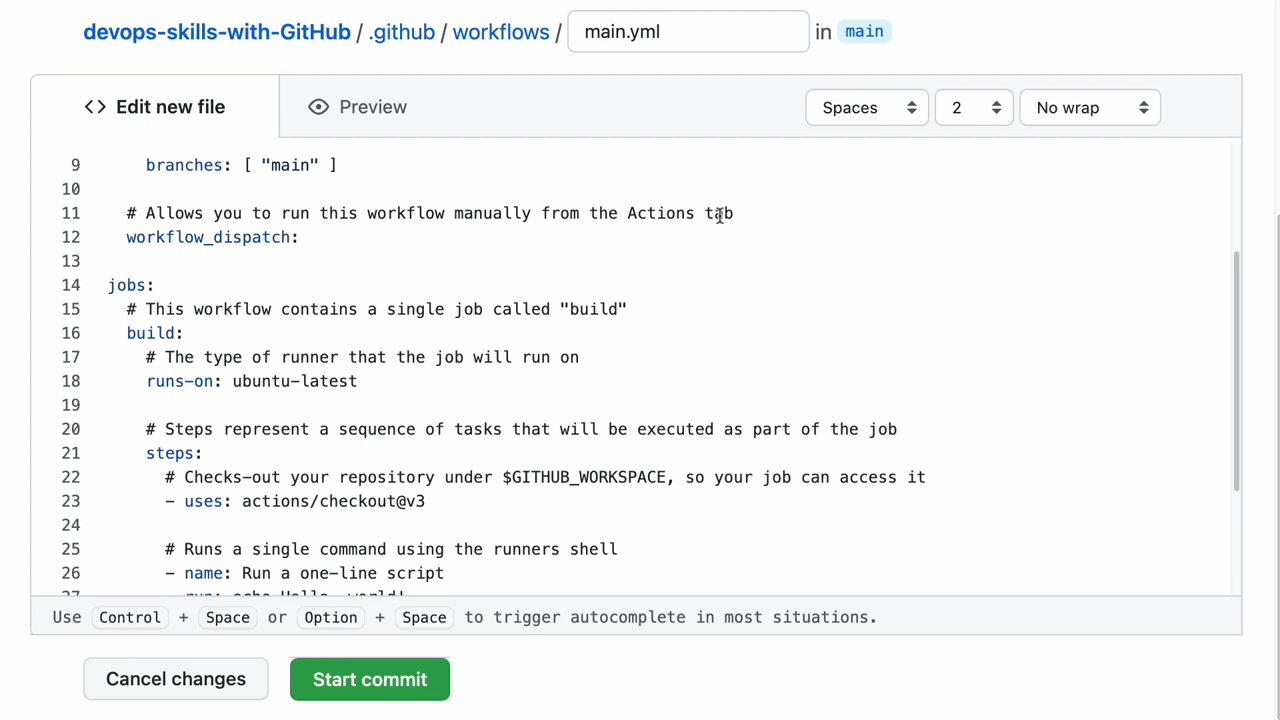 devops-skills-with-GitHub / .github / workflows / main.yml in main
<> Edit new file Preview Spaces 2 No wrap
9 branches: [ "main" ]
10
11 # Allows you to run this workflow manually from the Actions tab
12 workflow_dispatch:
13
14 jobs:
15 # This workflow contains a single job called "build"
16 build:
17 # The type of runner that the job will run on
18 runs-on: ubuntu-latest
19
20 # Steps represent a sequence of tasks that will be executed as part of the job
21 steps:
22 # Checks-out your repository under $GITHUB_WORKSPACE, so your job can access it
23 - uses: actions/checkout@v3
24
25 # Runs a single command using the runners shell
26 - name: Run a one-line script
27 run: echo Hello, world!
Use Control + Space or Option + Space to trigger autocomplete in most situations.
Cancel changes Start commit